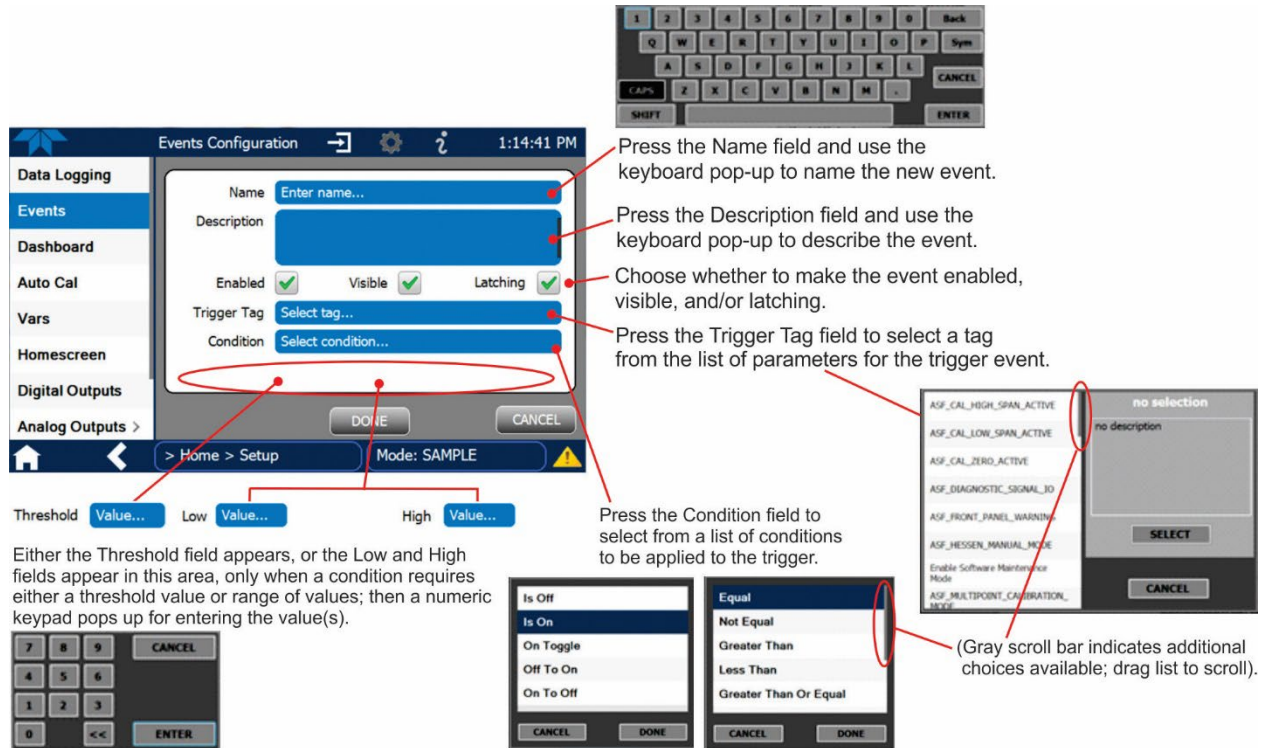 1 2 3 4 5 6 7 8 9 0 Back
Q W E R T Y U I O P Sym
A S D F G H J K L
CANCEL
CAPS Z X C V B N M .
SHIFT ENTER
Events Configuration 1:14:41 PM
Data Logging
Events
Dashboard
Auto Cal
Vars
Homescreen
Digital Outputs
Analog Outputs >
Name Enter name...
Description
Enabled Visible Latching
Trigger Tag Select tag...
Condition Select condition...
DONE CANCEL
> Home > Setup Mode: SAMPLE
Press the Name field and use the
keyboard pop-up to name the new event.
Press the Description field and use the
keyboard pop-up to describe the event.
Choose whether to make the event enabled,
visible, and/or latching.
Press the Trigger Tag field to select a tag
from the list of parameters for the trigger event.
ASF_CAL_HIGH_SPAN_ACTIVE
ASF_CAL_LOW_SPAN_ACTIVE
ASF_CAL_ZERO_ACTIVE
ASF_DIAGNOSTIC_SIGNAL_IO
ASF_FRONT_PANEL_WARNING
ASF_HESSEN_MANUAL_MODE
Enable Software Maintenance
Mode
ASF_MULTIPOINT_CALIBRATION_
MODE
no selection
no description
SELECT
CANCEL
Threshold Value... Low Value... High Value...
Either the Threshold field appears, or the Low and High
fields appear in this area, only when a condition requires
either a threshold value or range of values; then a numeric
keypad pops up for entering the value(s).
7 8 9 CANCEL
4 5 6
1 2 3
0 << ENTER
Press the Condition field to
select from a list of conditions
to be applied to the trigger.
Is Off
Is On
On Toggle
Off To On
On To Off
CANCEL DONE
Equal
Not Equal
Greater Than
Less Than
Greater Than Or Equal
CANCEL DONE
(Gray scroll bar indicates additional
choices available; drag list to scroll).